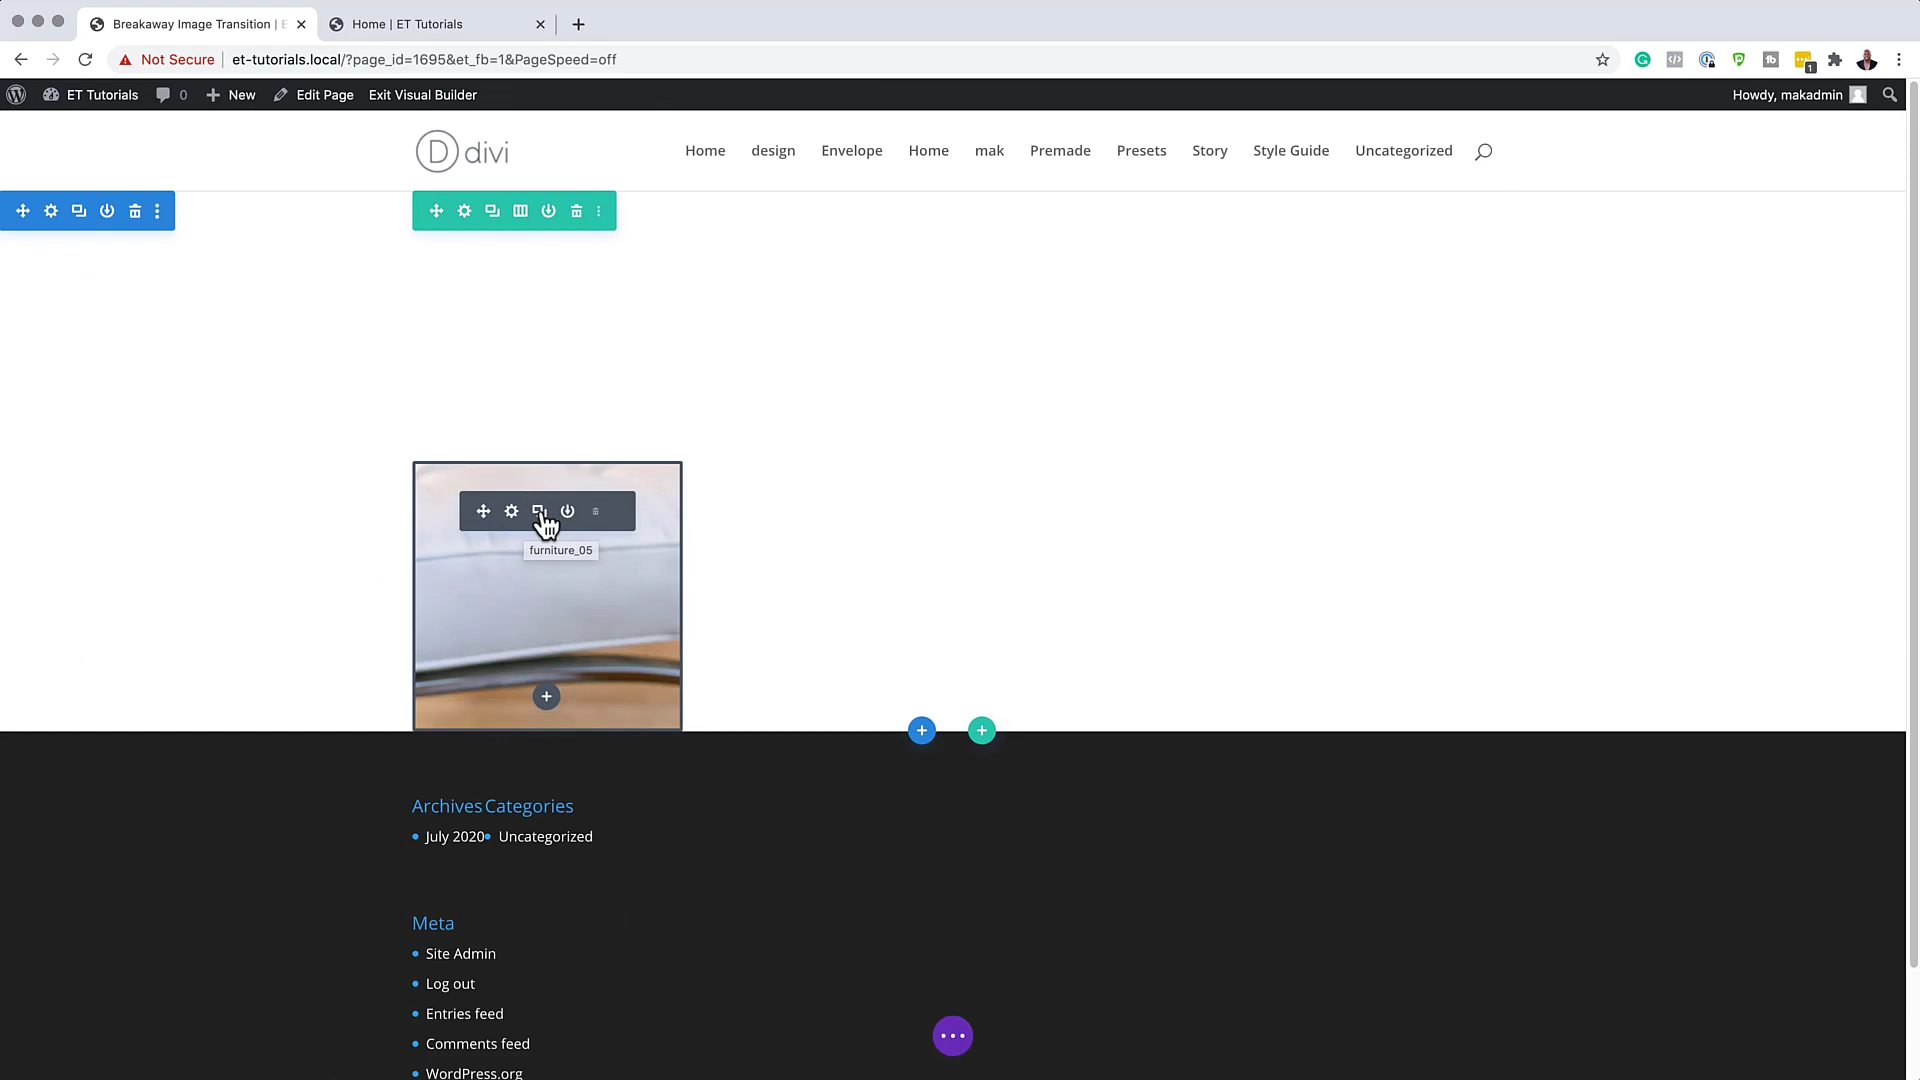 Breakaway Image Transition | E
Home | ET Tutorials
Not Secure
et-tutorials.local/?page_id=1695&et_fb=1&PageSpeed=off
1
ET Tutorials 0 New Edit Page Exit Visual Builder
Howdy, makadmin
D divi
Home design Envelope Home mak Premade Presets Story Style Guide Uncategorized
furniture_05
Archives Categories
July 2020 Uncategorized
Meta
Site Admin
Log out
Entries feed
Comments feed
WordPress.org